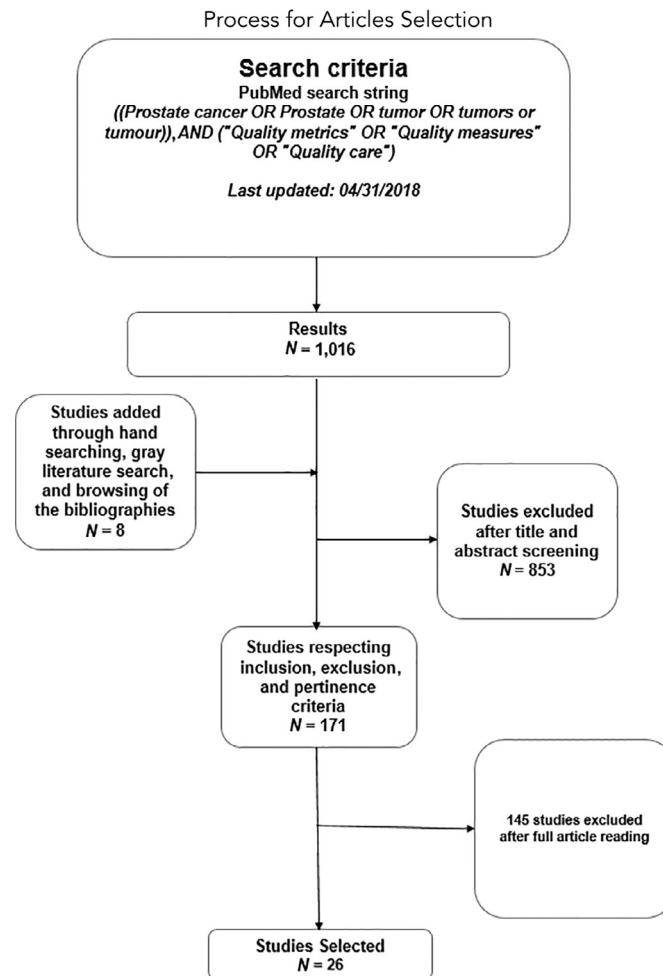 Process for Articles Selection
Search criteria
PubMed search string
((Prostate cancer OR Prostate OR tumor OR tumors or
tumour)),AND ("Quality metrics" OR "Quality measures"
OR "Quality care")
Last updated: 04/31/2018
Results
N = 1,016
Studies added
through hand
searching, gray
literature search,
and browsing of
the bibliographies
N = 8
Studies excluded
after title and
abstract screening
N = 853
Studies respecting
inclusion, exclusion,
and pertinence
criteria
N = 171
145 studies excluded
after full article reading
Studies Selected
N = 26